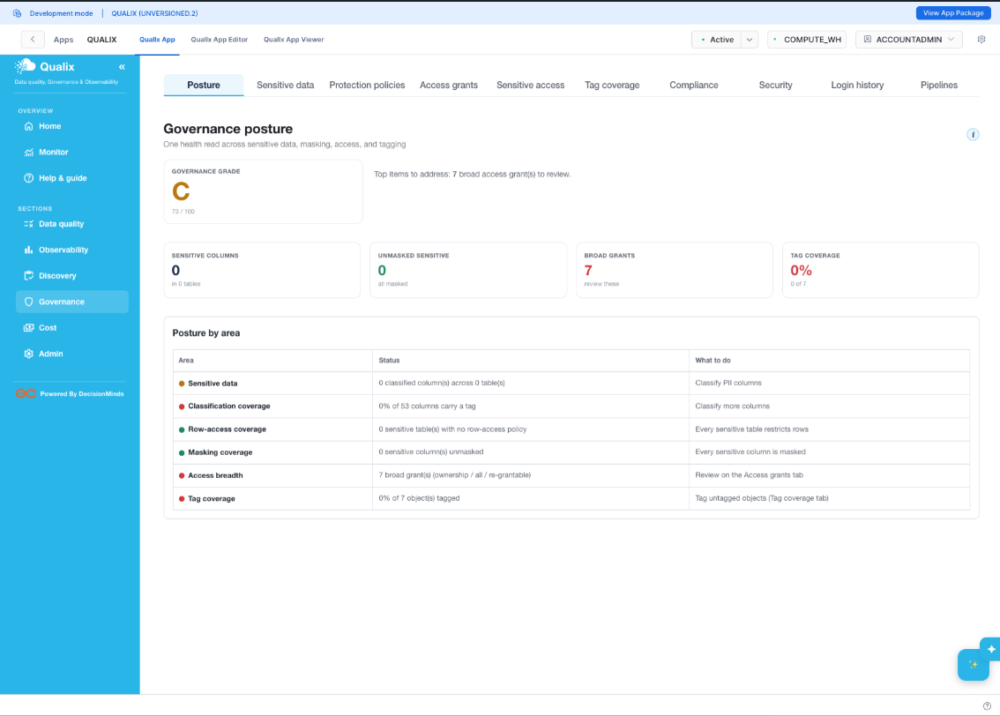 Development mode | QUALIX (UNVERSIONED.2) View App Package
Apps QUALIX Qualix App Qualix App Editor Qualix App Viewer Active COMPUTE_WH ACCOUNTADMIN
Qualix «
Data quality, Governance & Observability
OVERVIEW
Home
Monitor
Help & guide
SECTIONS
Data quality
Observability
Discovery
Governance
Cost
Admin
Powered By DecisionMinds
Posture Sensitive data Protection policies Access grants Sensitive access Tag coverage Compliance Security Login history Pipelines
Governance posture
One health read across sensitive data, masking, access, and tagging
i
GOVERNANCE GRADE
C
73 / 100
Top items to address: 7 broad access grant(s) to review.
SENSITIVE COLUMNS
0
in 0 tables
UNMASKED SENSITIVE
0
all masked
BROAD GRANTS
7
review these
TAG COVERAGE
0%
0 of 7
Posture by area
Area Status What to do
Sensitive data 0 classified column(s) across 0 table(s) Classify PII columns
Classification coverage 0% of 53 columns carry a tag Classify more columns
Row-access coverage 0 sensitive table(s) with no row-access policy Every sensitive table restricts rows
Masking coverage 0 sensitive column(s) unmasked Every sensitive column is masked
Access breadth 7 broad grant(s) (ownership / all / re-grantable) Review on the Access grants tab
Tag coverage 0% of 7 object(s) tagged Tag untagged objects (Tag coverage tab)